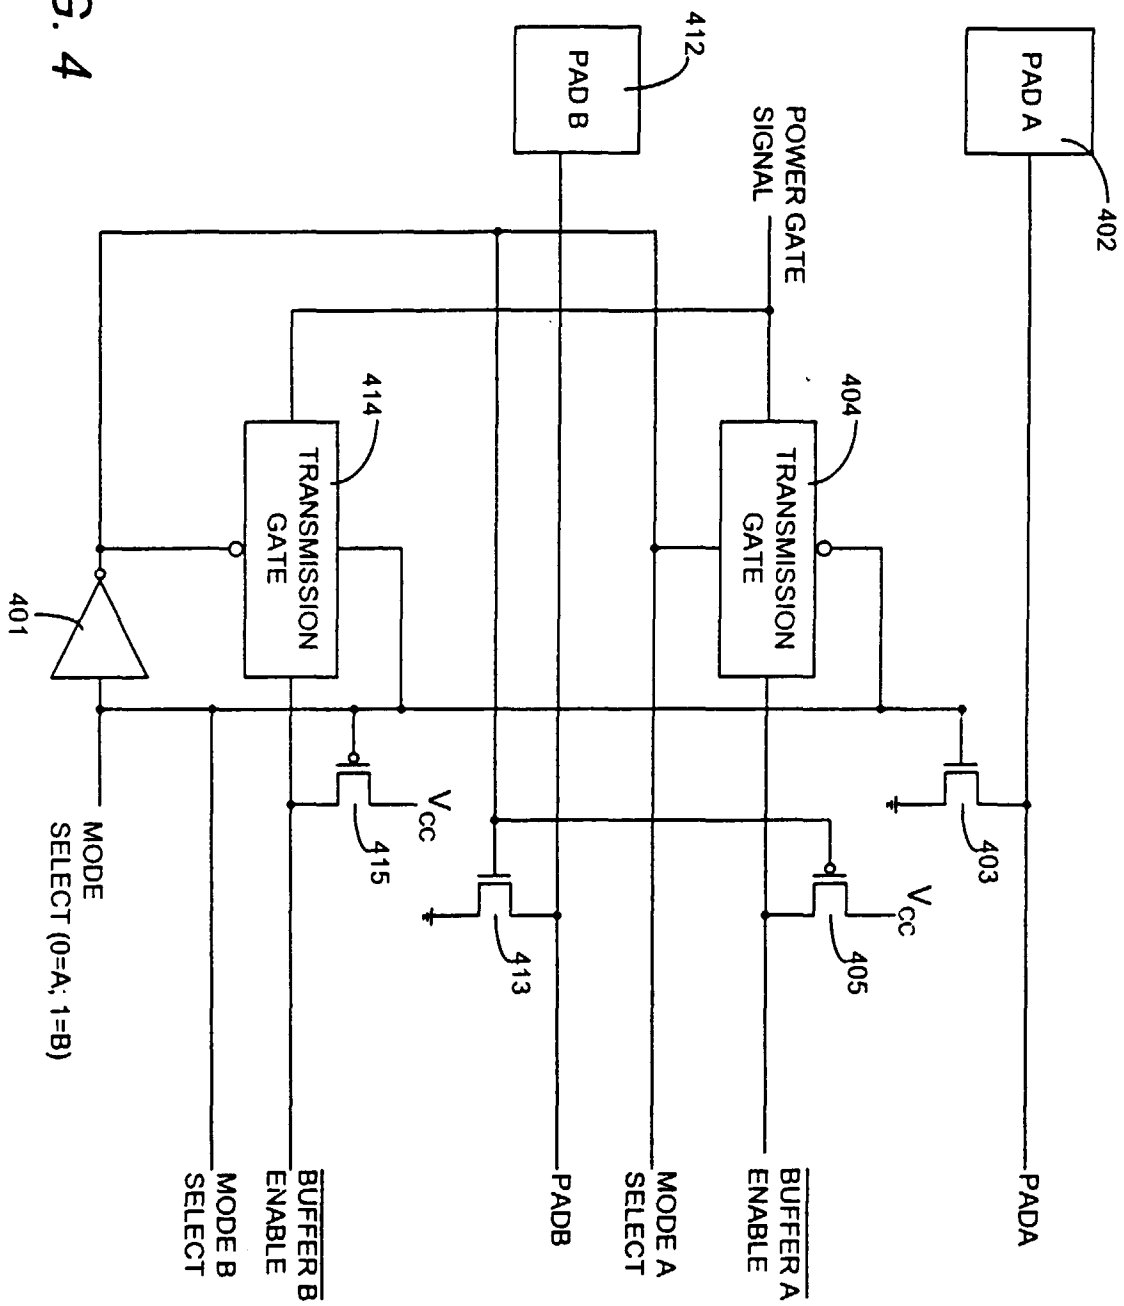 PAD A
402
PADA
403
VCC
405
404
TRANSMISSION
GATE
BUFFER A
ENABLE
POWER GATE
SIGNAL
MODE A
SELECT
412
PAD B
PADB
413
VCC
415
414
TRANSMISSION
GATE
BUFFER B
ENABLE
MODE B
SELECT
401
MODE
SELECT (0=A; 1=B)
G. 4